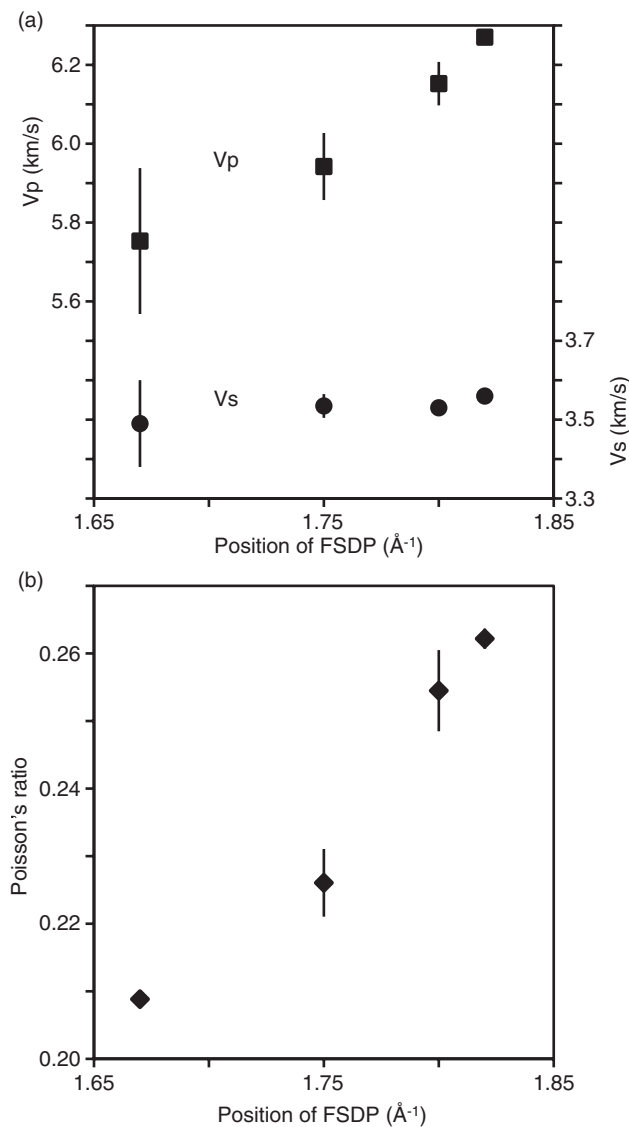 (a)
6.2
6.0
5.8
5.6
Vp (km/s)
Vp
Vs
3.7
3.5
3.3
Vs (km/s)
1.65
1.75
1.85
Position of FSDP (Å⁻¹)
(b)
0.26
0.24
0.22
0.20
Poisson's ratio
1.65
1.75
1.85
Position of FSDP (Å⁻¹)